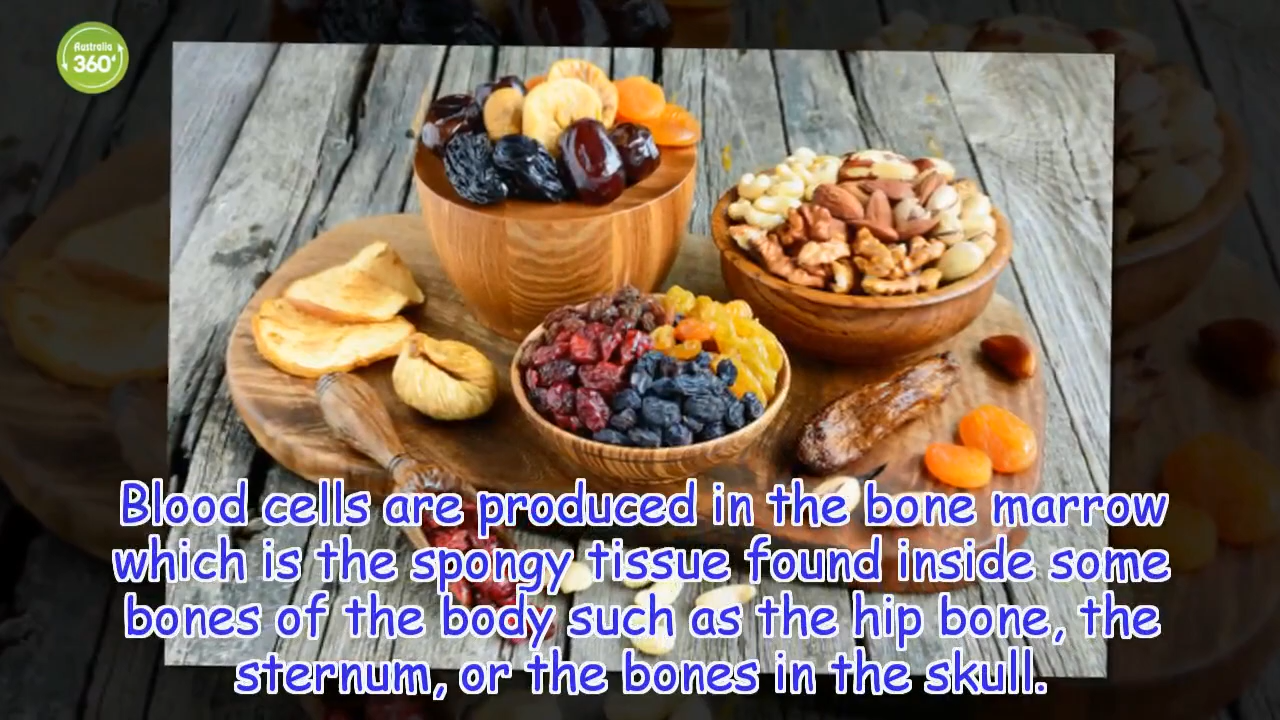 Australia
360°
Blood cells are produced in the bone marrow
which is the spongy tissue found inside some
bones of the body such as the hip bone, the
sternum, or the bones in the skull.